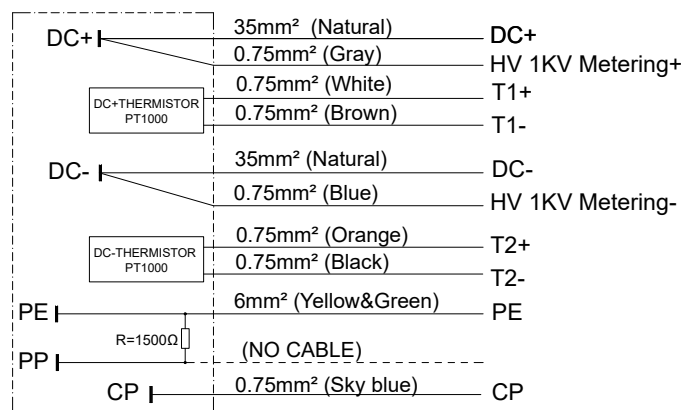 DC+ 35mm² (Natural) DC+
0.75mm² (Gray) HV 1KV Metering+
0.75mm² (White) T1+
DC+THERMISTOR
PT1000
0.75mm² (Brown) T1-
DC- 35mm² (Natural) DC-
0.75mm² (Blue) HV 1KV Metering-
0.75mm² (Orange) T2+
DC-THERMISTOR
PT1000
0.75mm² (Black) T2-
PE 6mm² (Yellow&Green) PE
R=1500Ω
PP (NO CABLE)
CP 0.75mm² (Sky blue) CP